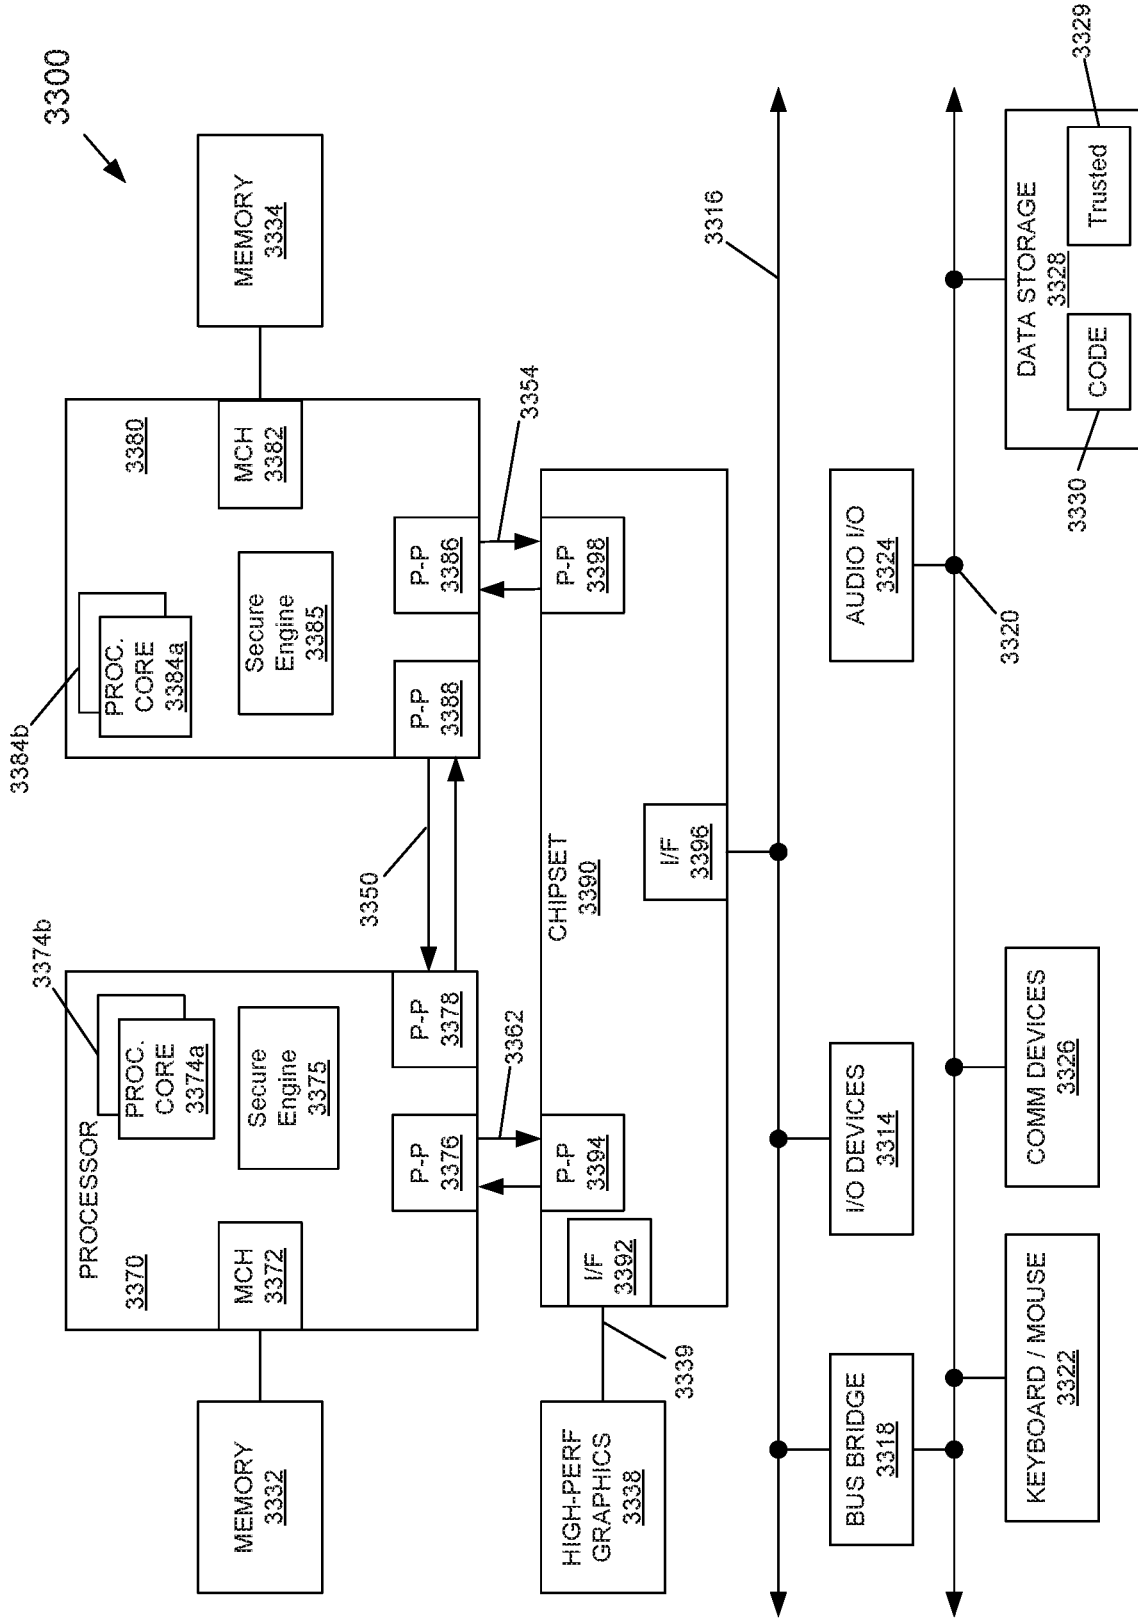 3300
3374b
3384b
PROCESSOR
3370
PROC.
CORE
3374a
PROC.
CORE
3384a
3380
MEMORY
3332
MCH
3372
Secure
Engine
3375
Secure
Engine
3385
MCH
3382
MEMORY
3334
3350
P-P
3376
P-P
3378
P-P
3388
P-P
3386
3362
3354
HIGH-PERF
GRAPHICS
3338
3339
I/F
3392
P-P
3394
CHIPSET
3390
P-P
3398
I/F
3396
3316
BUS BRIDGE
3318
I/O DEVICES
3314
AUDIO I/O
3324
3320
KEYBOARD / MOUSE
3322
COMM DEVICES
3326
DATA STORAGE
3328
CODE
Trusted
3330
3329